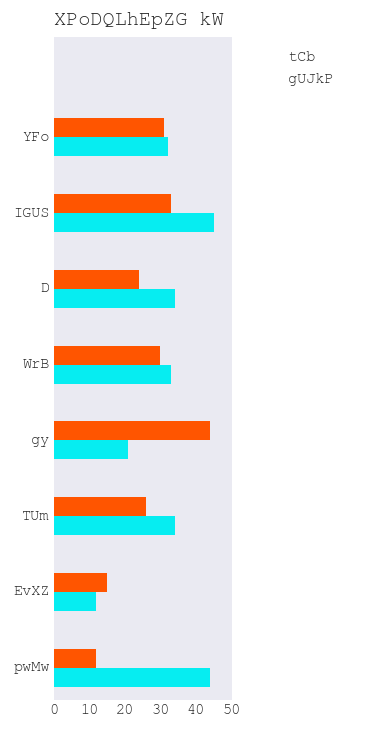 XPoDQLhEpZG kW
tCb
gUJkP
YFo
IGUS
D
WrB
gy
TUm
EvXZ
pwMw
0 10 20 30 40 50